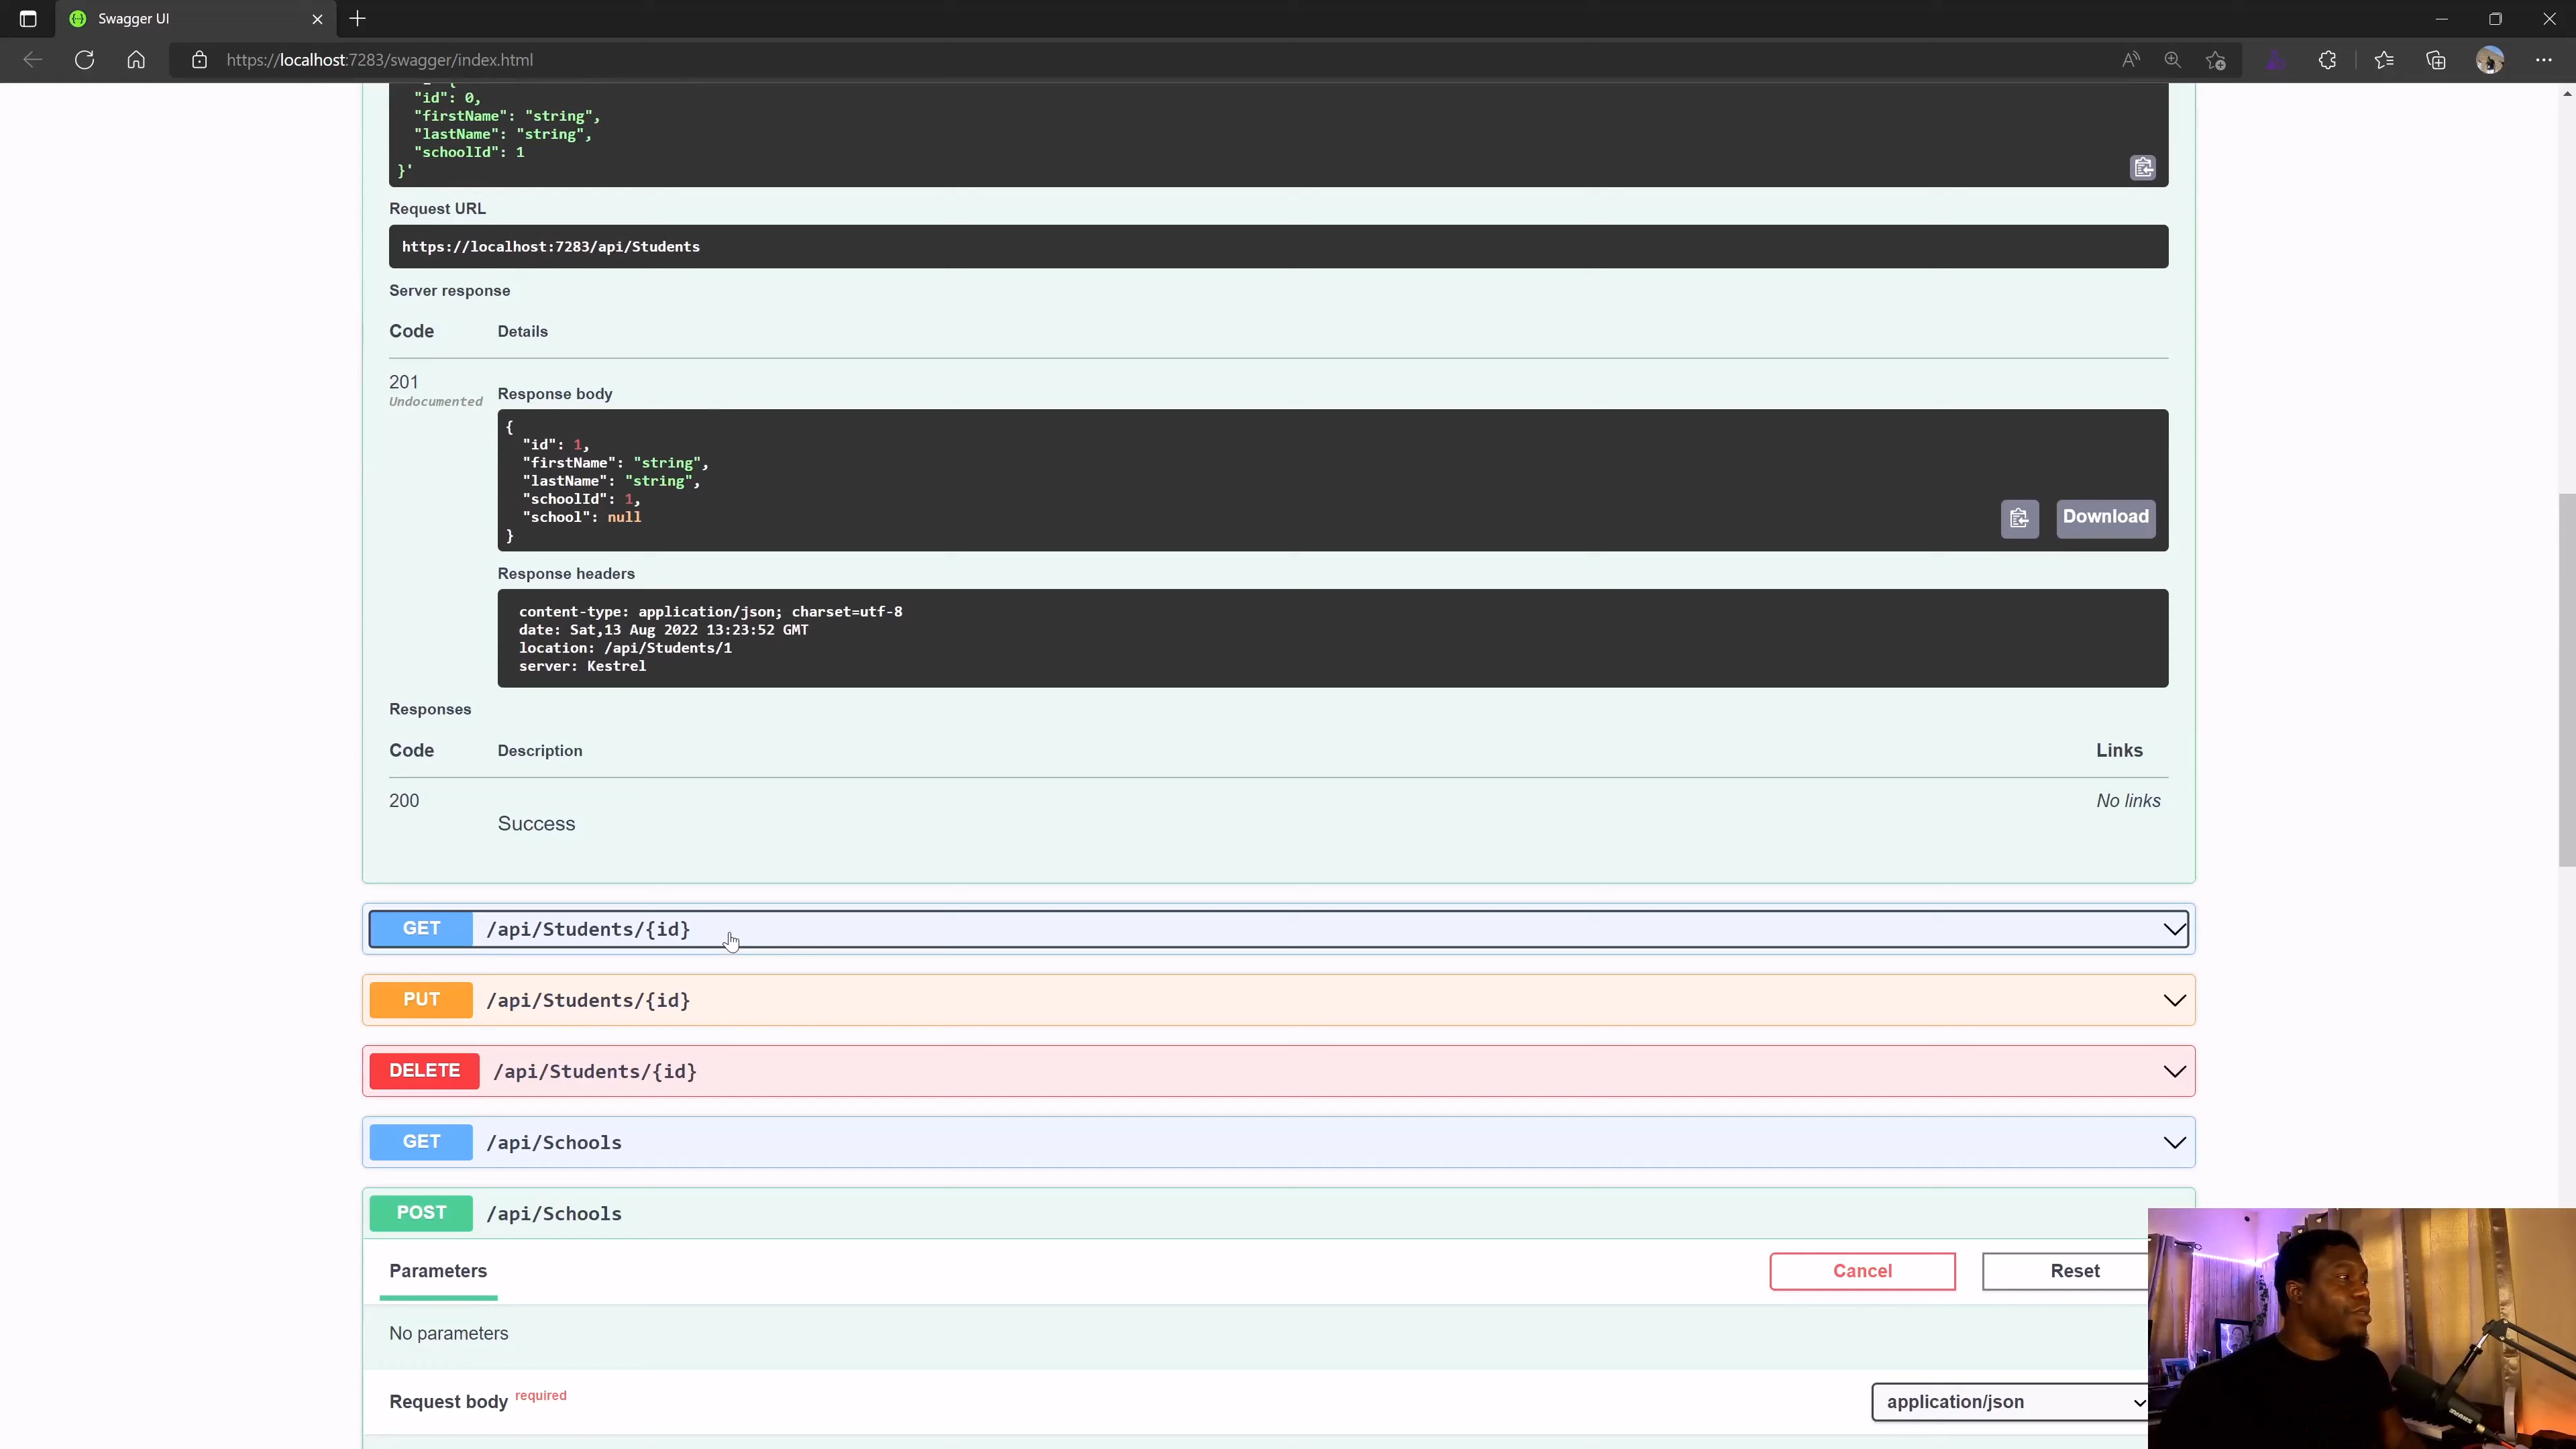 Swagger UI
https://localhost:7283/swagger/index.html
"id": 0,
"firstName": "string",
"lastName": "string",
"schoolId": 1
}'
Request URL
https://localhost:7283/api/Students
Server response
Code Details
201
Undocumented
Response body
{
"id": 1,
"firstName": "string",
"lastName": "string",
"schoolId": 1,
"school": null
}
Download
Response headers
content-type: application/json; charset=utf-8
date: Sat,13 Aug 2022 13:23:52 GMT
location: /api/Students/1
server: Kestrel
Responses
Code Description Links
200 No links
Success
GET /api/Students/{id}
PUT /api/Students/{id}
DELETE /api/Students/{id}
GET /api/Schools
POST /api/Schools
Parameters Cancel Reset
No parameters
Request body required application/json